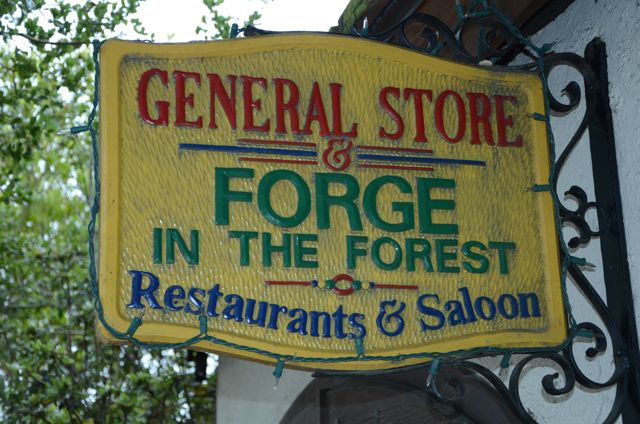 GENERAL STORE
&
FORGE
IN THE FOREST
Restaurants & Saloon